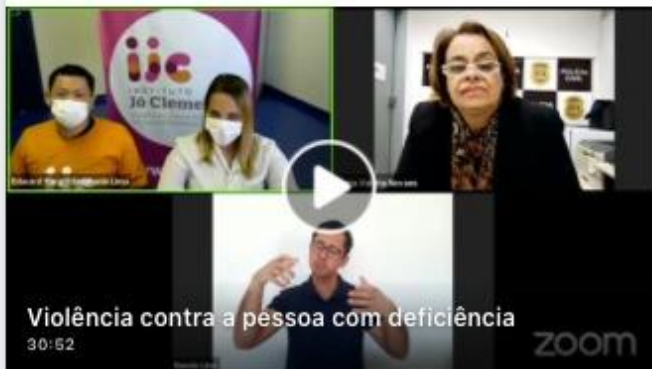 ijc
INSTITUTO
Jô Clemente
POLÍCIA
CIVIL
Violência contra a pessoa com deficiência
30:52
zoom